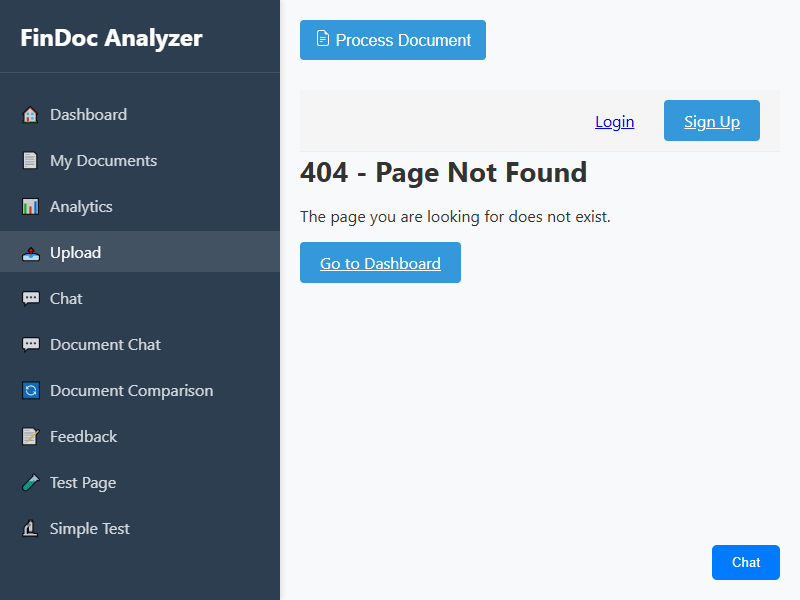 FinDoc Analyzer
Dashboard
My Documents
Analytics
Upload
Chat
Document Chat
Document Comparison
Feedback
Test Page
Simple Test
Process Document
Login
Sign Up
404 - Page Not Found
The page you are looking for does not exist.
Go to Dashboard
Chat